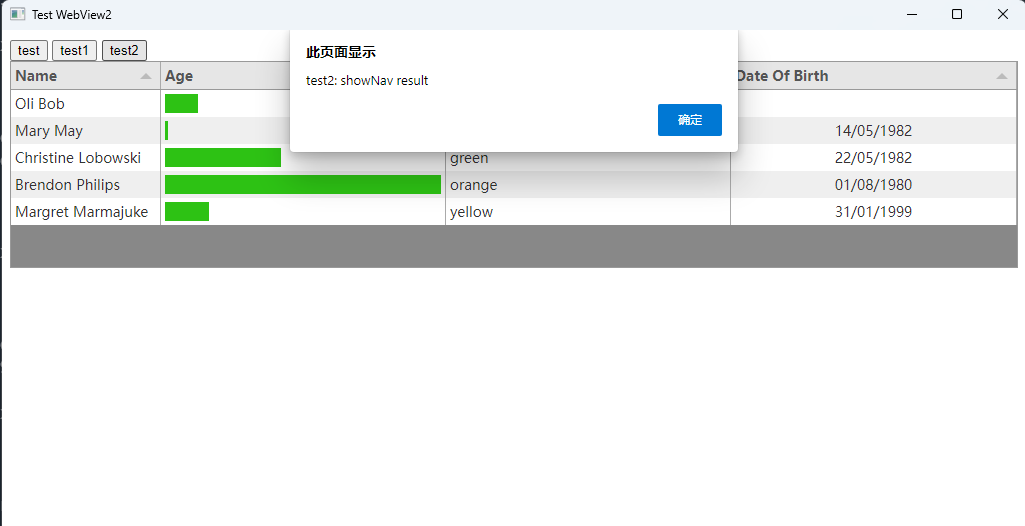 Test WebView2
test test1 test2
此页面显示
test2: showNav result
确定
Name Age Date Of Birth
Oli Bob
Mary May 14/05/1982
Christine Lobowski green 22/05/1982
Brendon Philips orange 01/08/1980
Margret Marmajuke yellow 31/01/1999